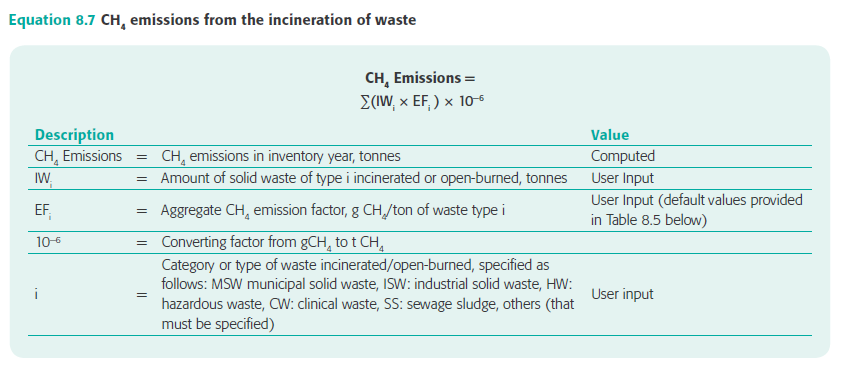 Equation 8.7 CH₄ emissions from the incineration of waste
CH₄ Emissions =
∑(IWᵢ × EFᵢ) × 10⁻⁶
Description Value
CH₄ Emissions = CH₄ emissions in inventory year, tonnes Computed
IWᵢ = Amount of solid waste of type i incinerated or open-burned, tonnes User Input
EFᵢ = Aggregate CH₄ emission factor, g CH₄/ton of waste type i User Input (default values provided
in Table 8.5 below)
10⁻⁶ = Converting factor from gCH₄ to t CH₄
i = Category or type of waste incinerated/open-burned, specified as
follows: MSW municipal solid waste, ISW: industrial solid waste, HW:
hazardous waste, CW: clinical waste, SS: sewage sludge, others (that
must be specified) User input